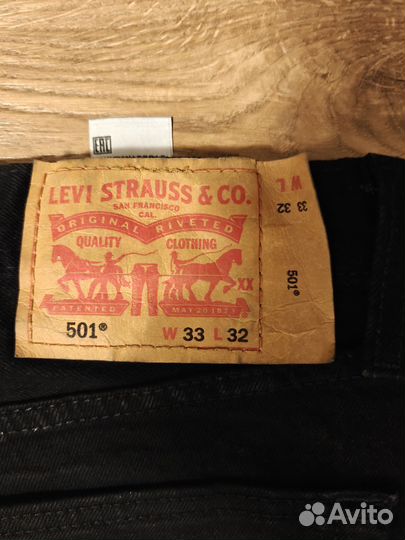 EAC
LEVI STRAUSS & CO.
SAN FRANCISCO
CAL.
ORIGINAL RIVETED
QUALITY CLOTHING
XX
PATENTED MAY 20 1873
501® W 33 L 32
W L
33 32
501®
Avito